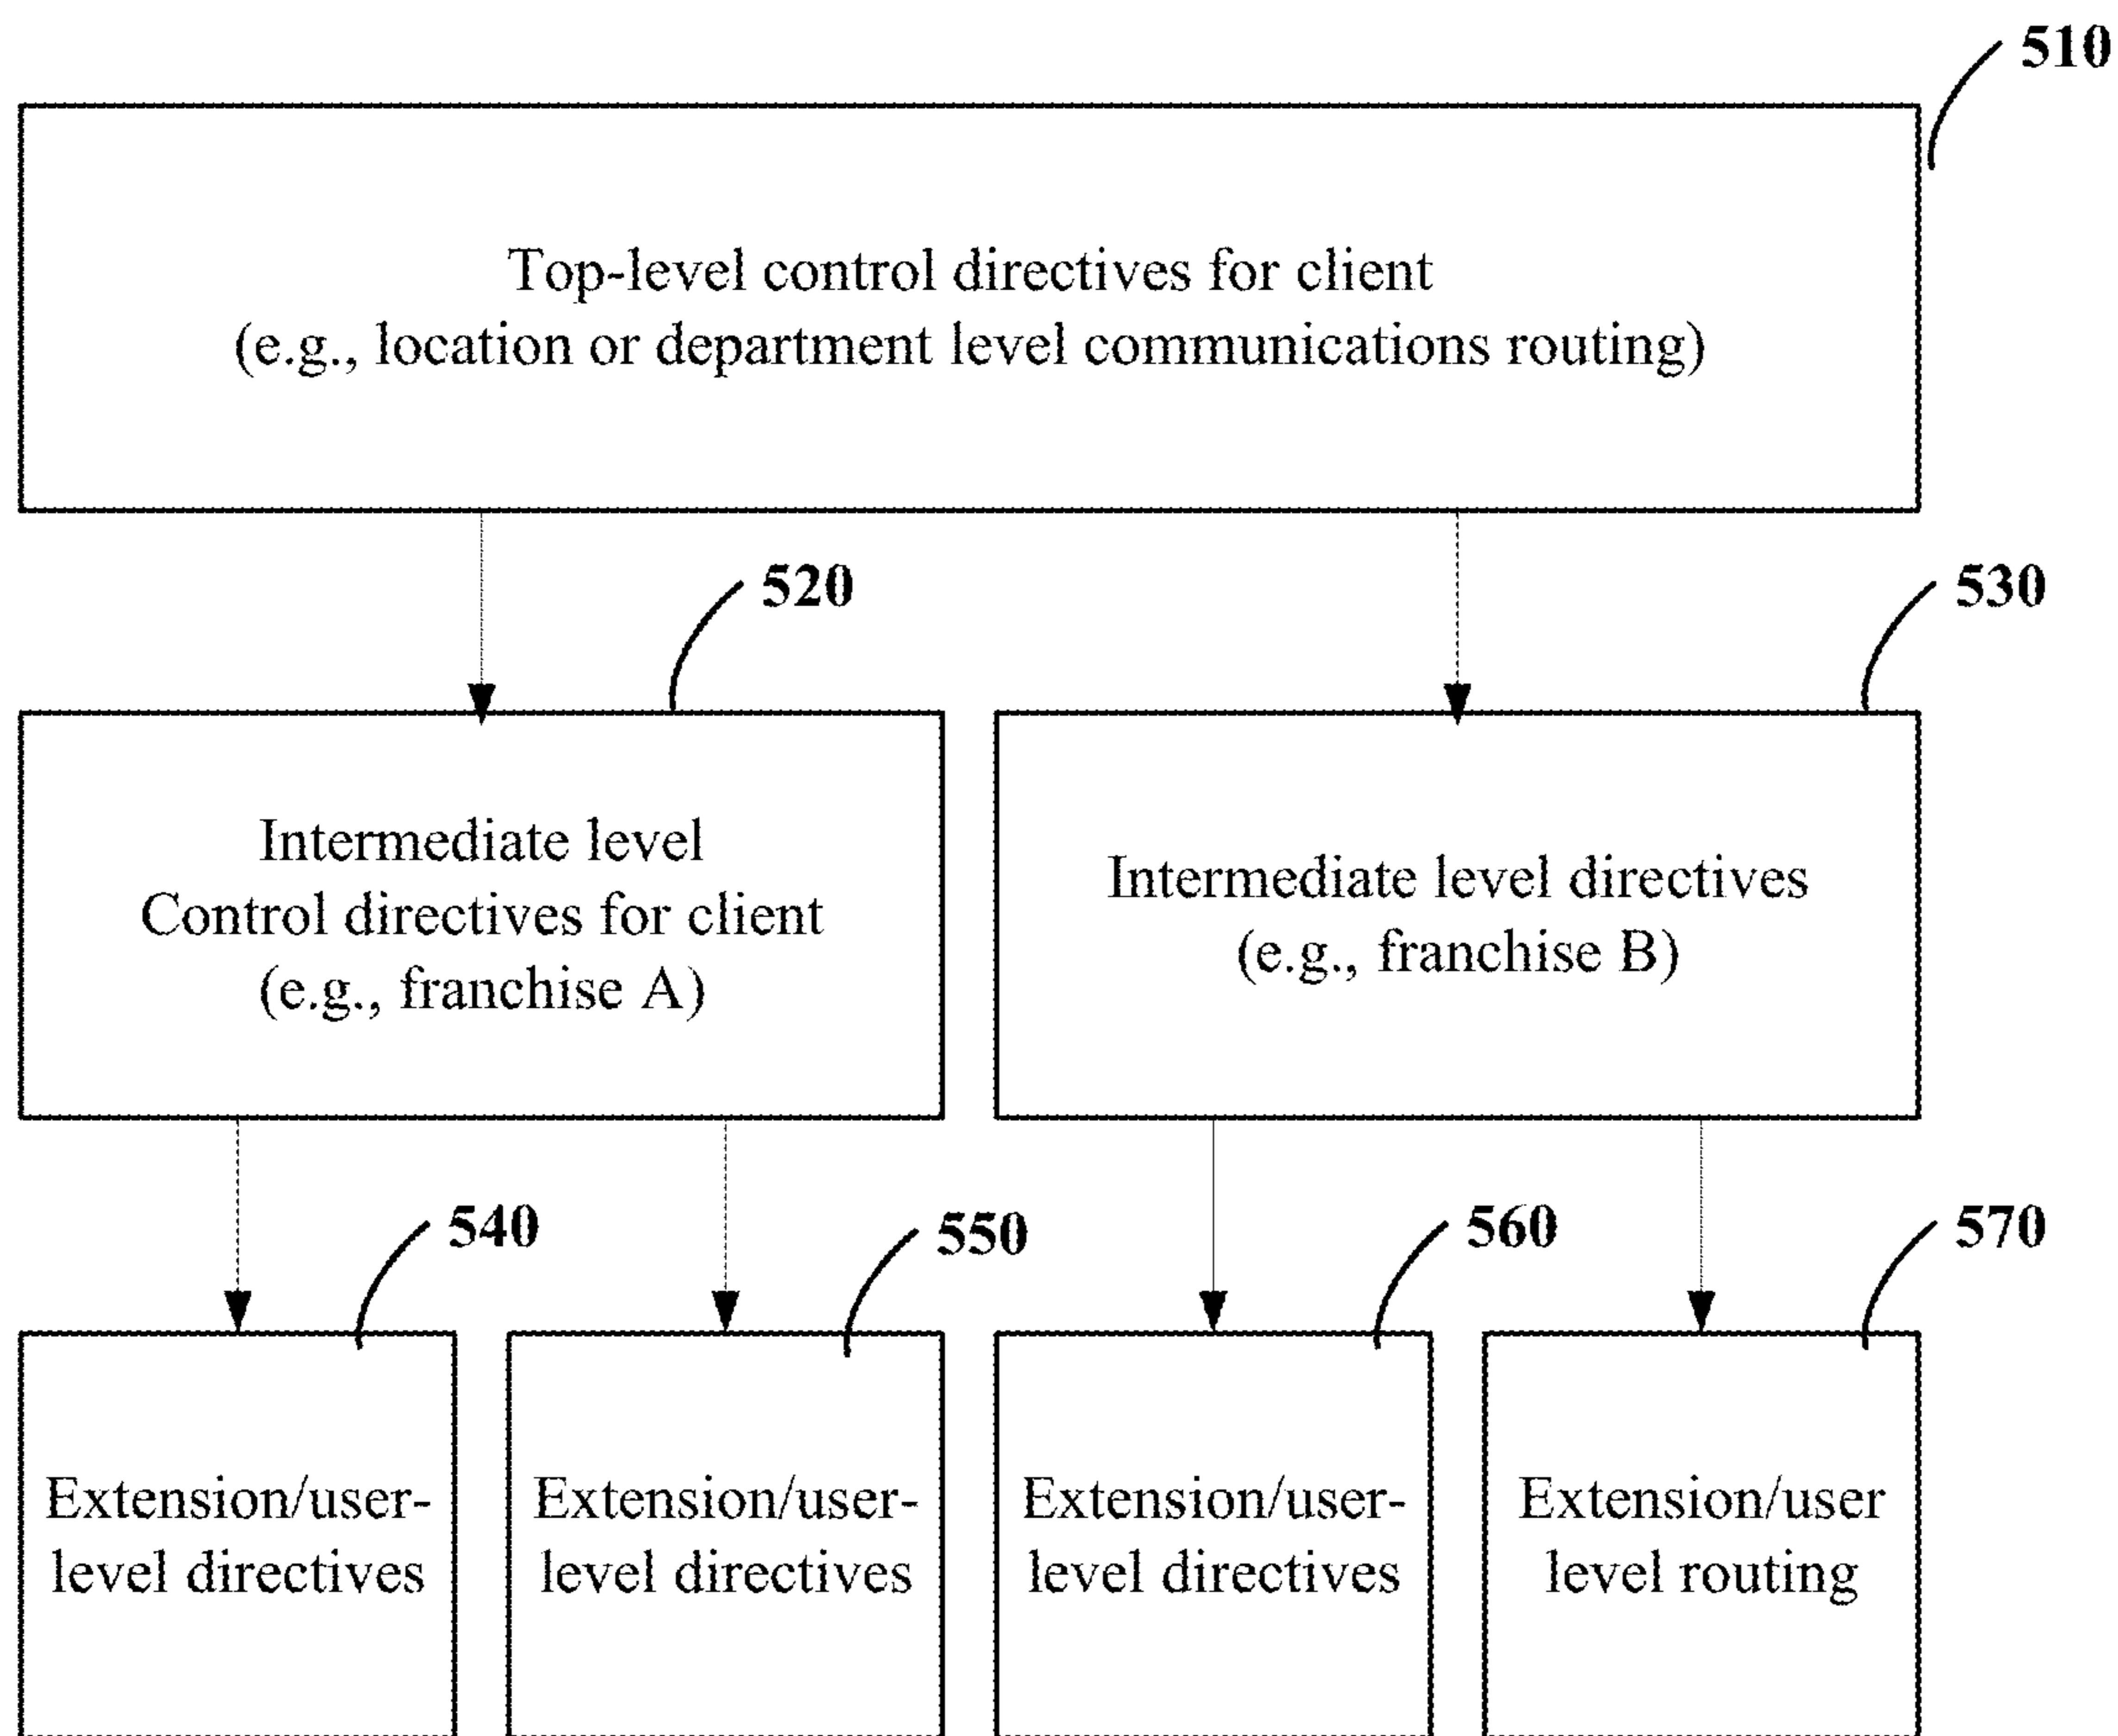 510
Top-level control directives for client
(e.g., location or department level communications routing)
520
530
Intermediate level
Control directives for client
(e.g., franchise A)
Intermediate level directives
(e.g., franchise B)
540
550
560
570
Extension/user-
level directives
Extension/user-
level directives
Extension/user-
level directives
Extension/user
level routing